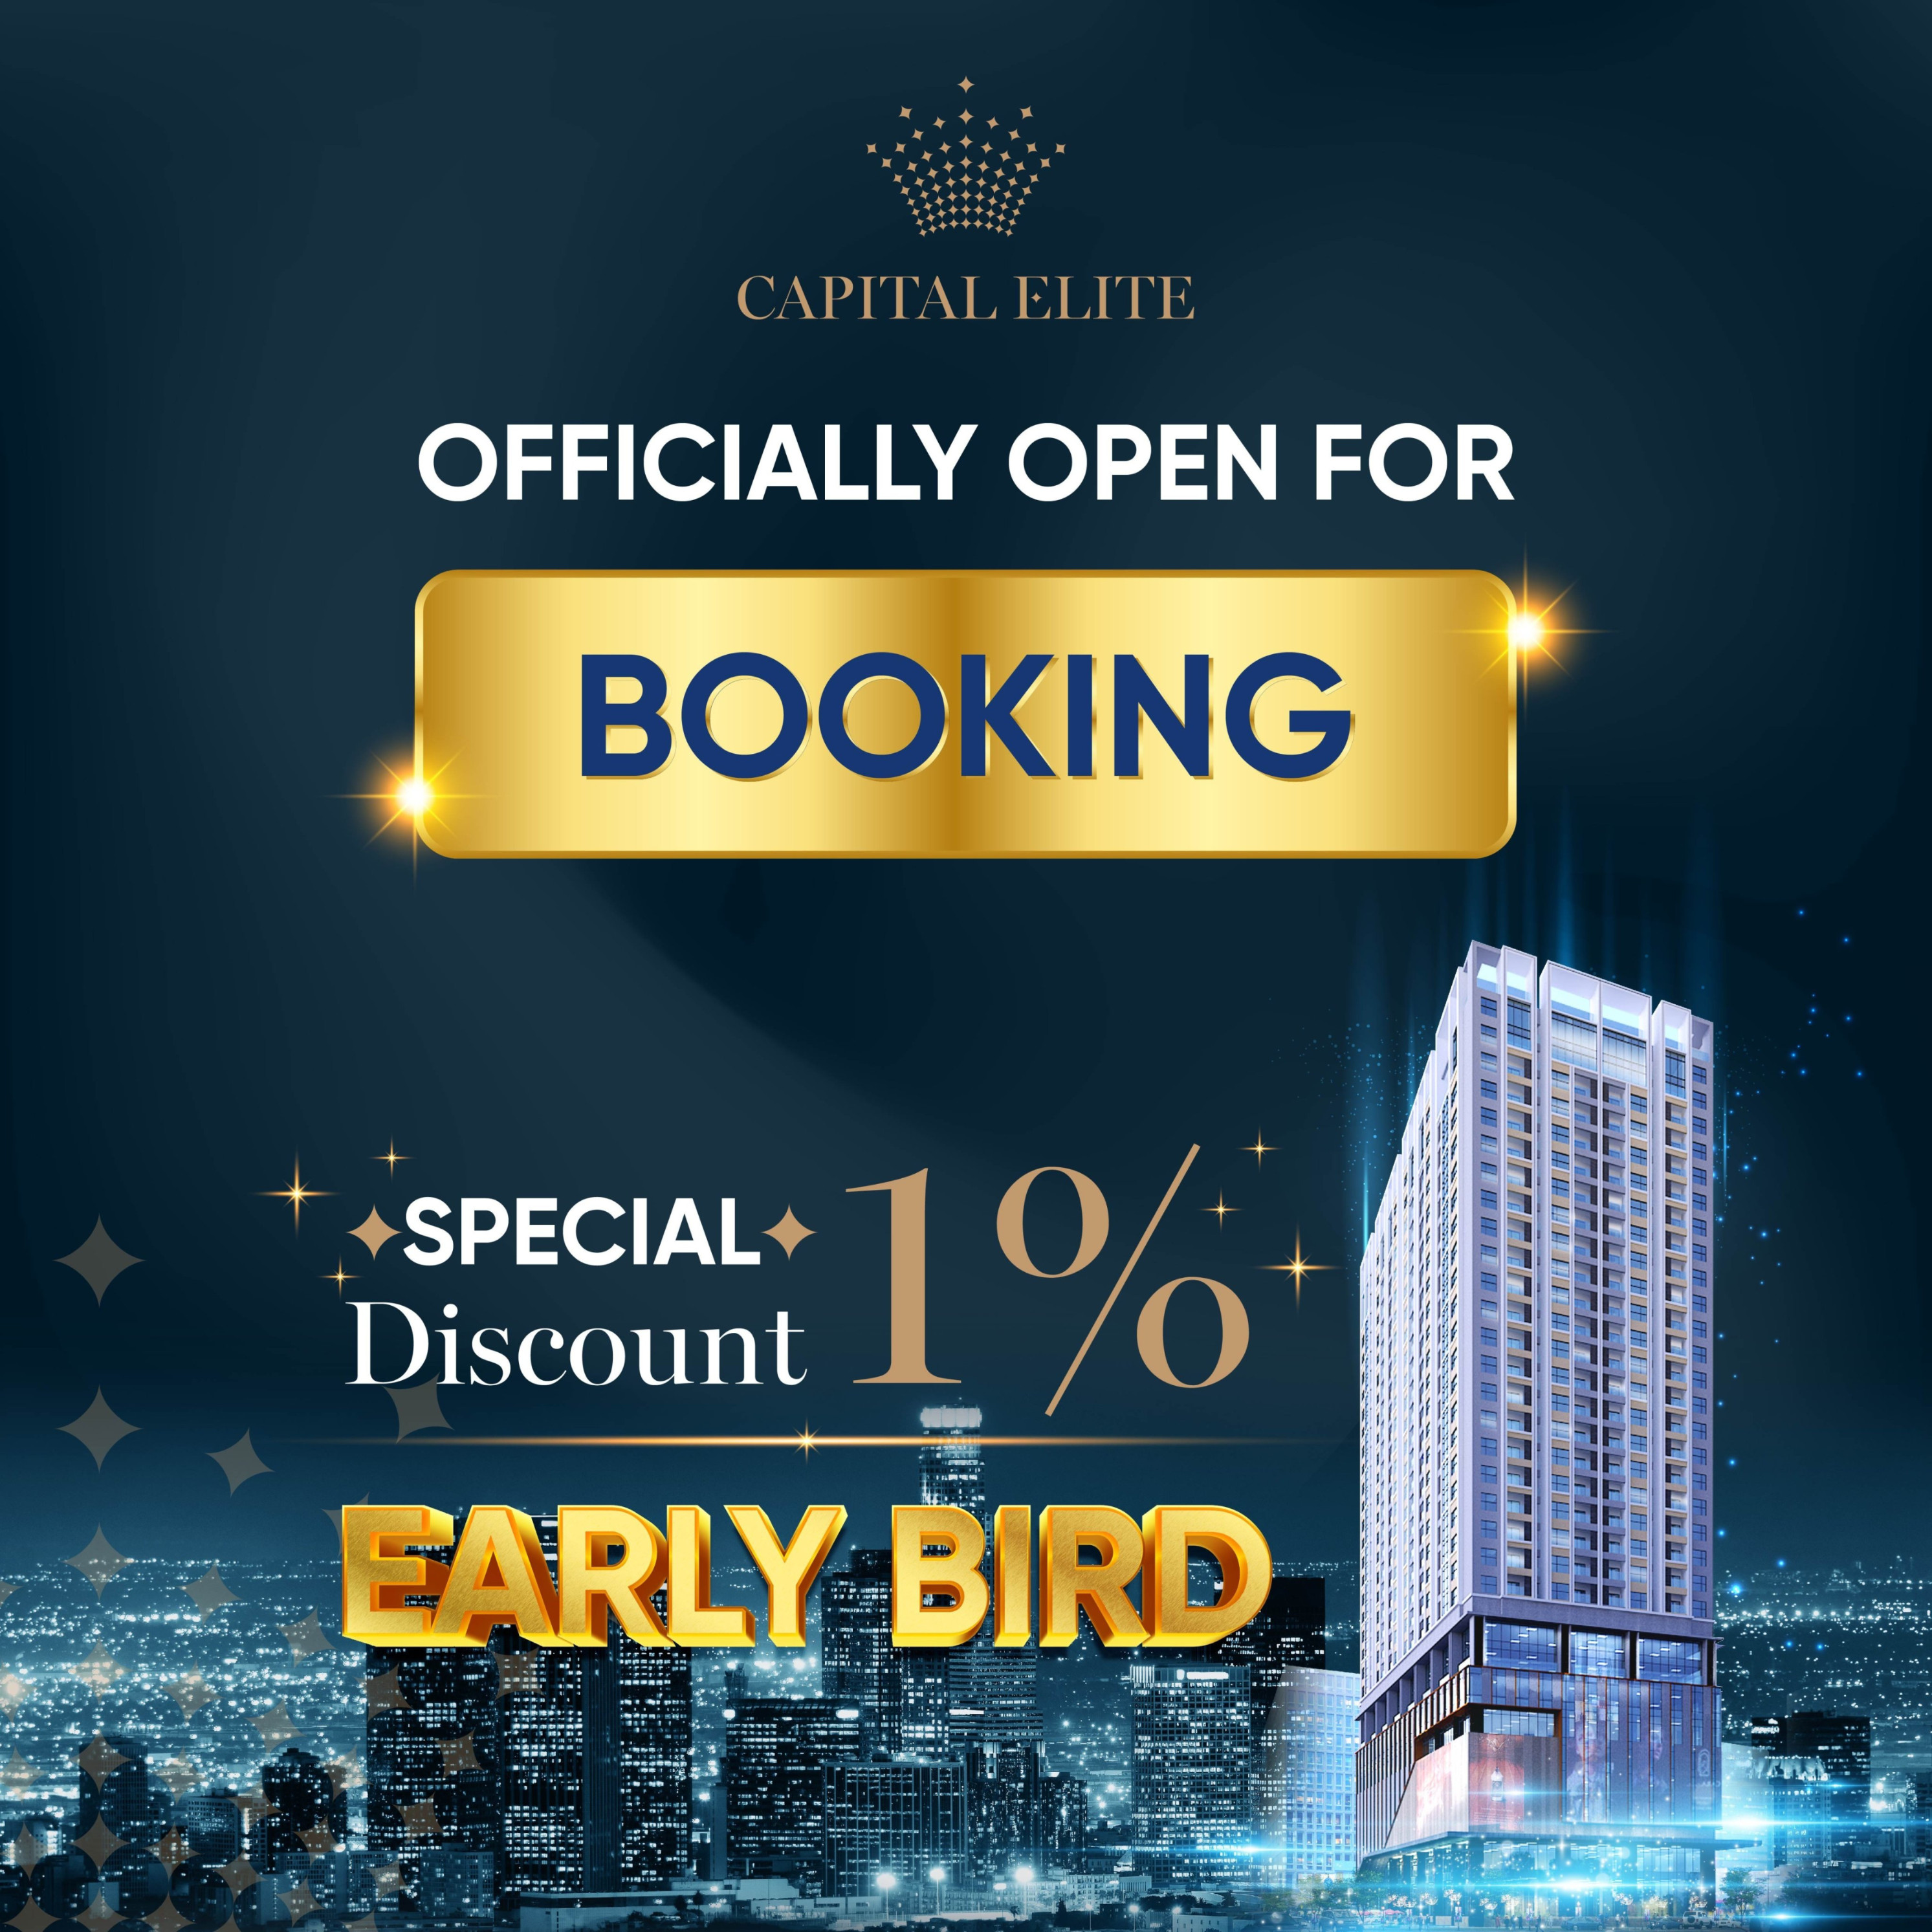 CAPITAL ELITE
OFFICIALLY OPEN FOR
BOOKING
SPECIAL
Discount
1%
EARLY BIRD